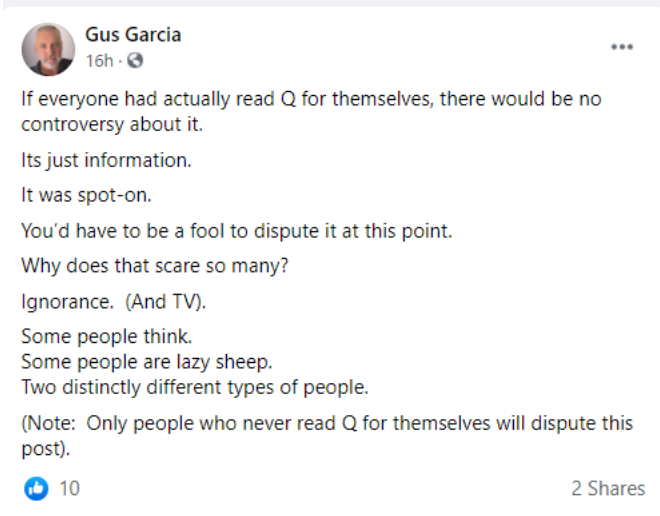 Gus Garcia
16h ·
If everyone had actually read Q for themselves, there would be no
controversy about it.
Its just information.
It was spot-on.
You'd have to be a fool to dispute it at this point.
Why does that scare so many?
Ignorance.  (And TV).
Some people think.
Some people are lazy sheep.
Two distinctly different types of people.
(Note:  Only people who never read Q for themselves will dispute this
post).
10
2 Shares